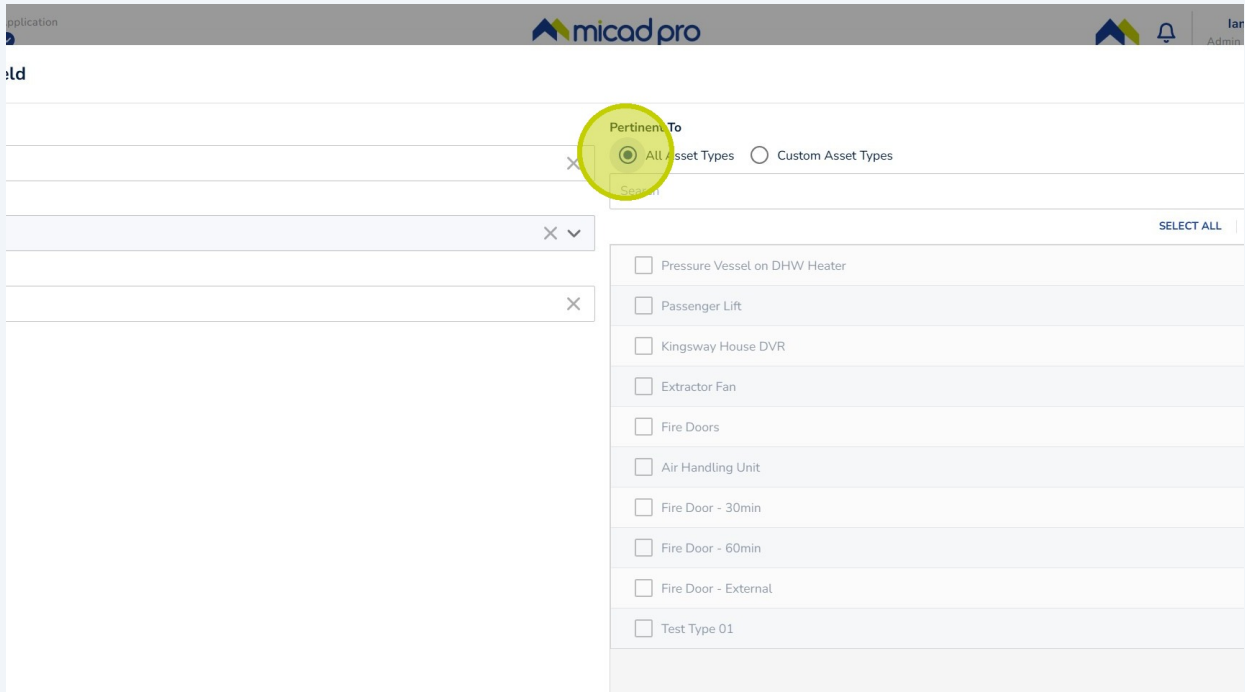 pplication
micad pro
Ian
Admin
eld
Pertinent To
All Asset Types
Custom Asset Types
Search
SELECT ALL
Pressure Vessel on DHW Heater
Passenger Lift
Kingsway House DVR
Extractor Fan
Fire Doors
Air Handling Unit
Fire Door - 30min
Fire Door - 60min
Fire Door - External
Test Type 01